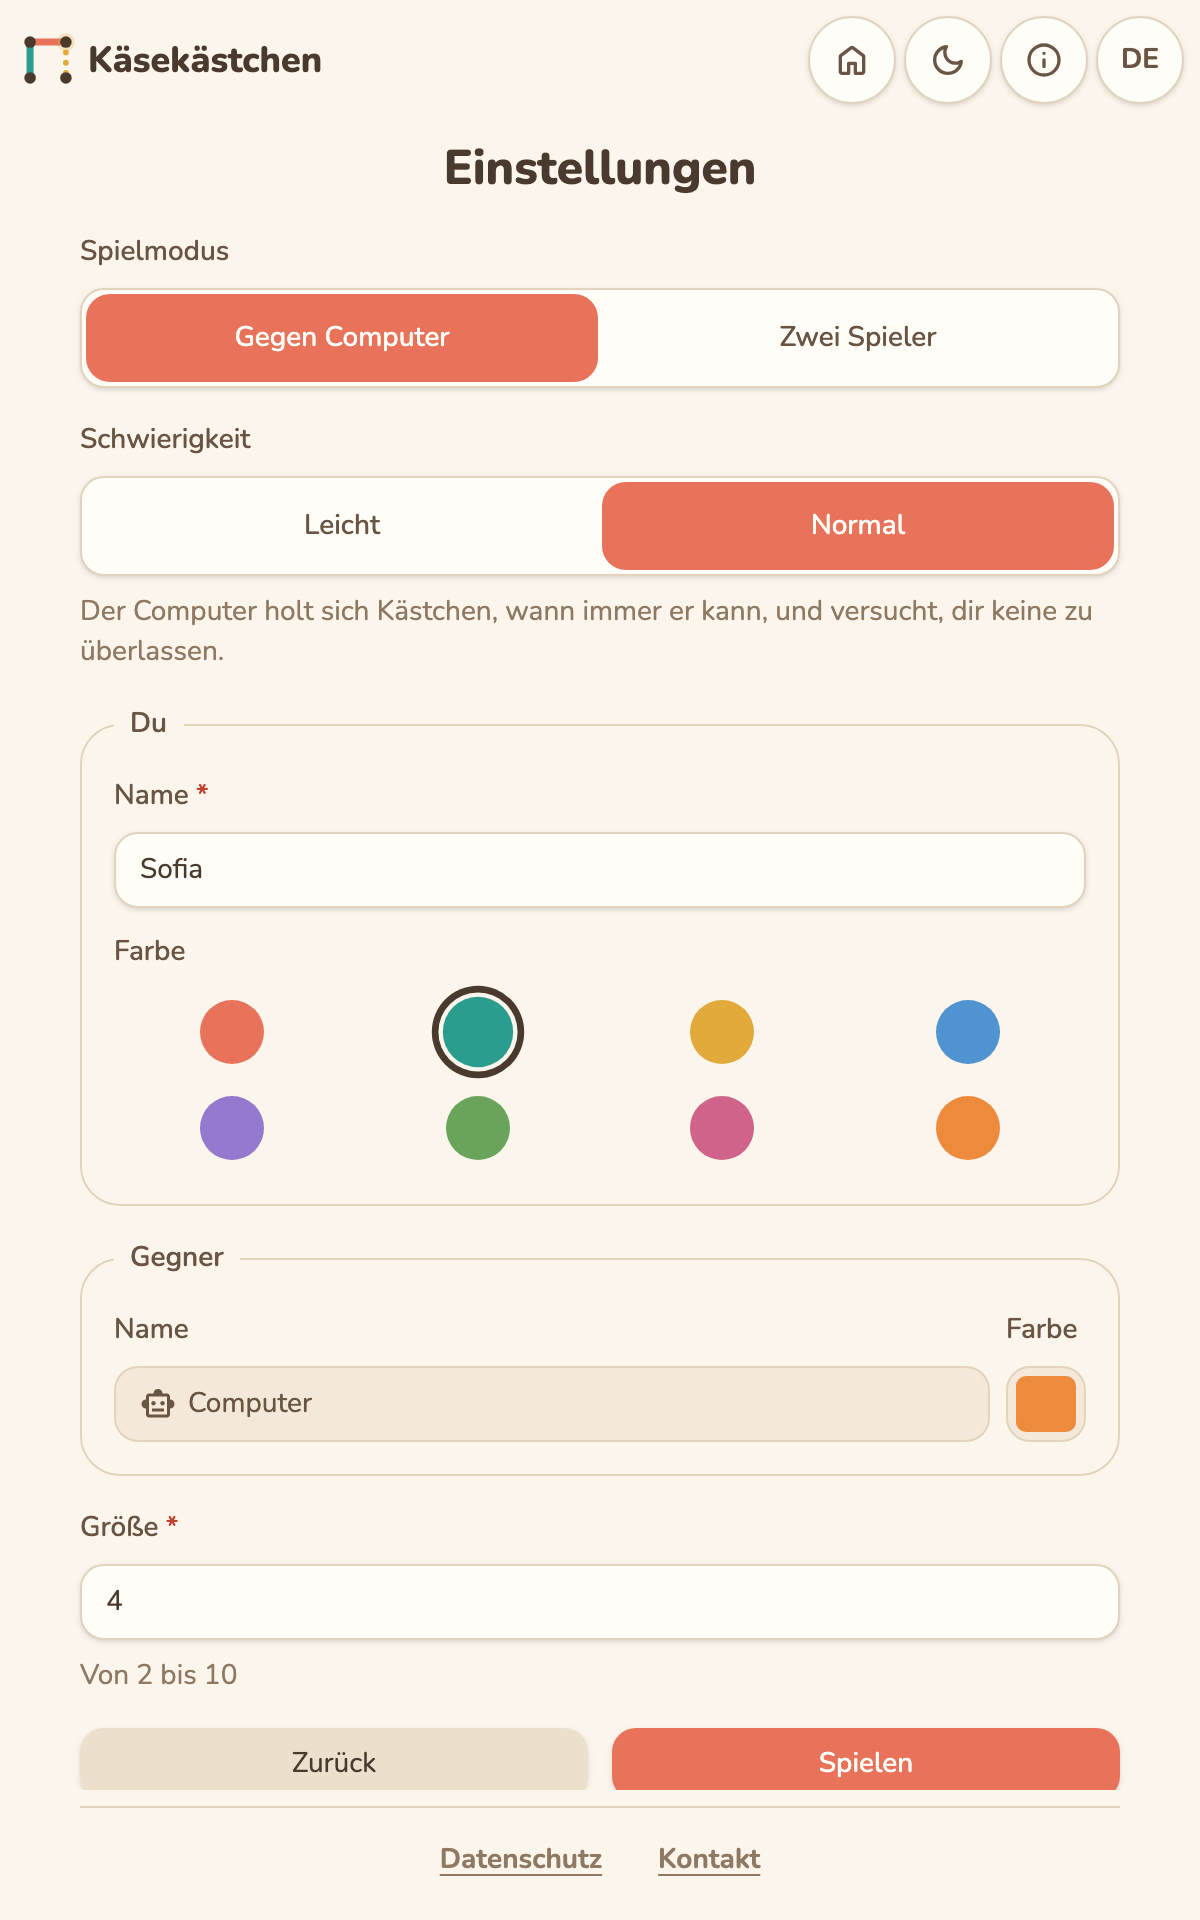 Käsekästchen
DE
Einstellungen
Spielmodus
Gegen Computer
Zwei Spieler
Schwierigkeit
Leicht
Normal
Der Computer holt sich Kästchen, wann immer er kann, und versucht, dir keine zu
überlassen.
Du
Name *
Sofia
Farbe
Gegner
Name
Farbe
Computer
Größe *
4
Von 2 bis 10
Zurück
Spielen
Datenschutz
Kontakt